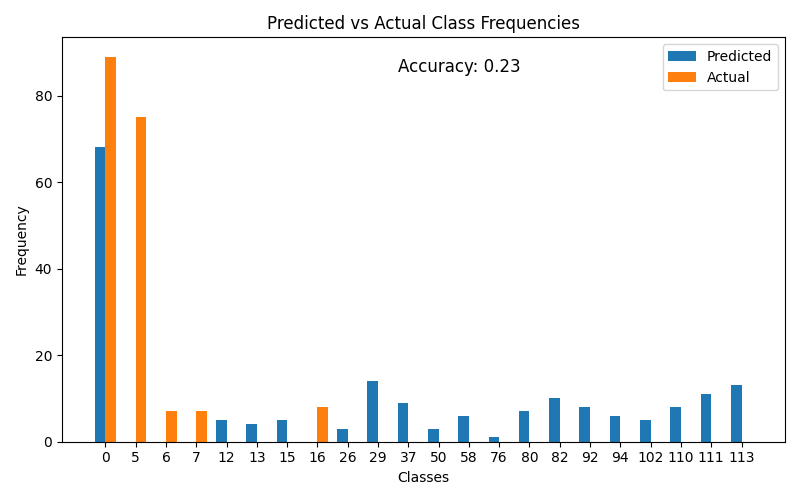 Predicted vs Actual Class Frequencies
Accuracy: 0.23
Predicted
Actual
Frequency
80
60
40
20
0
0 5 6 7 12 13 15 16 26 29 37 50 58 76 80 82 92 94 102 110 111 113
Classes